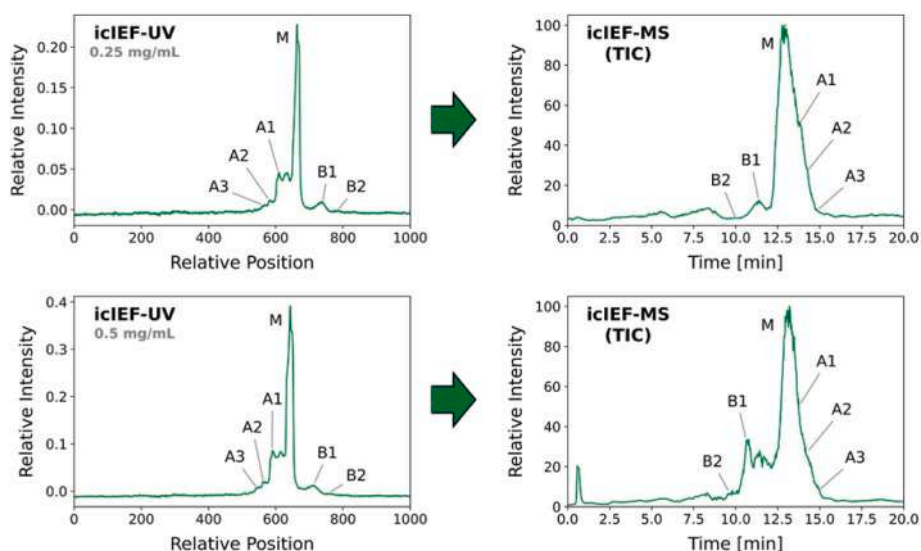 icIEF-UV
0.25 mg/mL
M
A1
A2
A3
B1
B2
0.20
0.15
0.10
0.05
0.00
0 200 400 600 800 1000
Relative Intensity
Relative Position
icIEF-MS
(TIC)
M
A1
A2
A3
B1
B2
100
80
60
40
20
0
0.0 2.5 5.0 7.5 10.0 12.5 15.0 17.5 20.0
Relative Intensity
Time [min]
icIEF-UV
0.5 mg/mL
M
A1
A2
A3
B1
B2
0.4
0.3
0.2
0.1
0.0
0 200 400 600 800 1000
Relative Intensity
Relative Position
icIEF-MS
(TIC)
M
A1
A2
A3
B1
B2
100
80
60
40
20
0
0.0 2.5 5.0 7.5 10.0 12.5 15.0 17.5 20.0
Relative Intensity
Time [min]